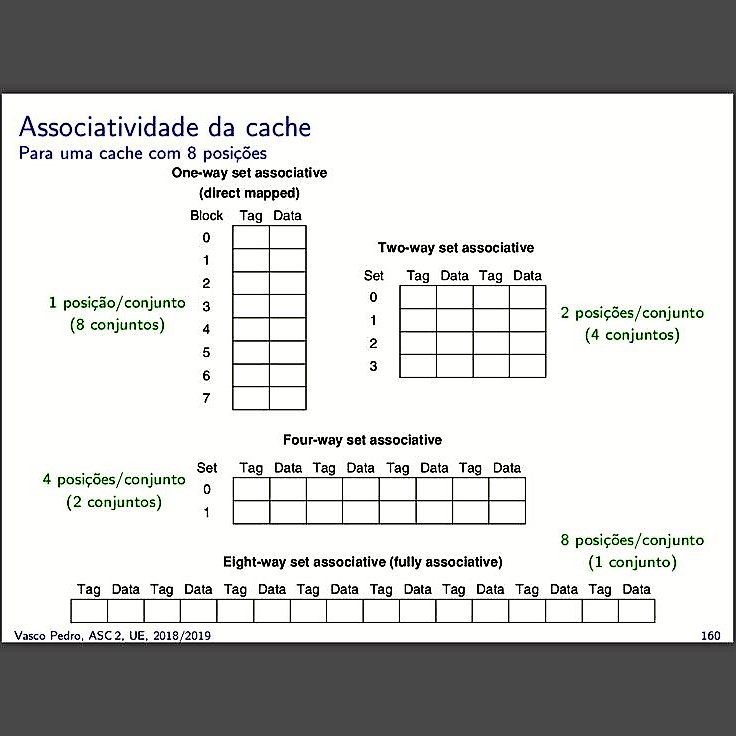 Associatividade da cache
Para uma cache com 8 posições
One-way set associative
(direct mapped)
Block Tag Data
0
1
2
3
4
5
6
7
1 posição/conjunto
(8 conjuntos)
Two-way set associative
Set Tag Data Tag Data
0
1
2
3
2 posições/conjunto
(4 conjuntos)
Four-way set associative
Set Tag Data Tag Data Tag Data Tag Data
0
1
4 posições/conjunto
(2 conjuntos)
8 posições/conjunto
(1 conjunto)
Eight-way set associative (fully associative)
Tag Data Tag Data Tag Data Tag Data Tag Data Tag Data Tag Data Tag Data
Vasco Pedro, ASC 2, UE, 2018/2019
160